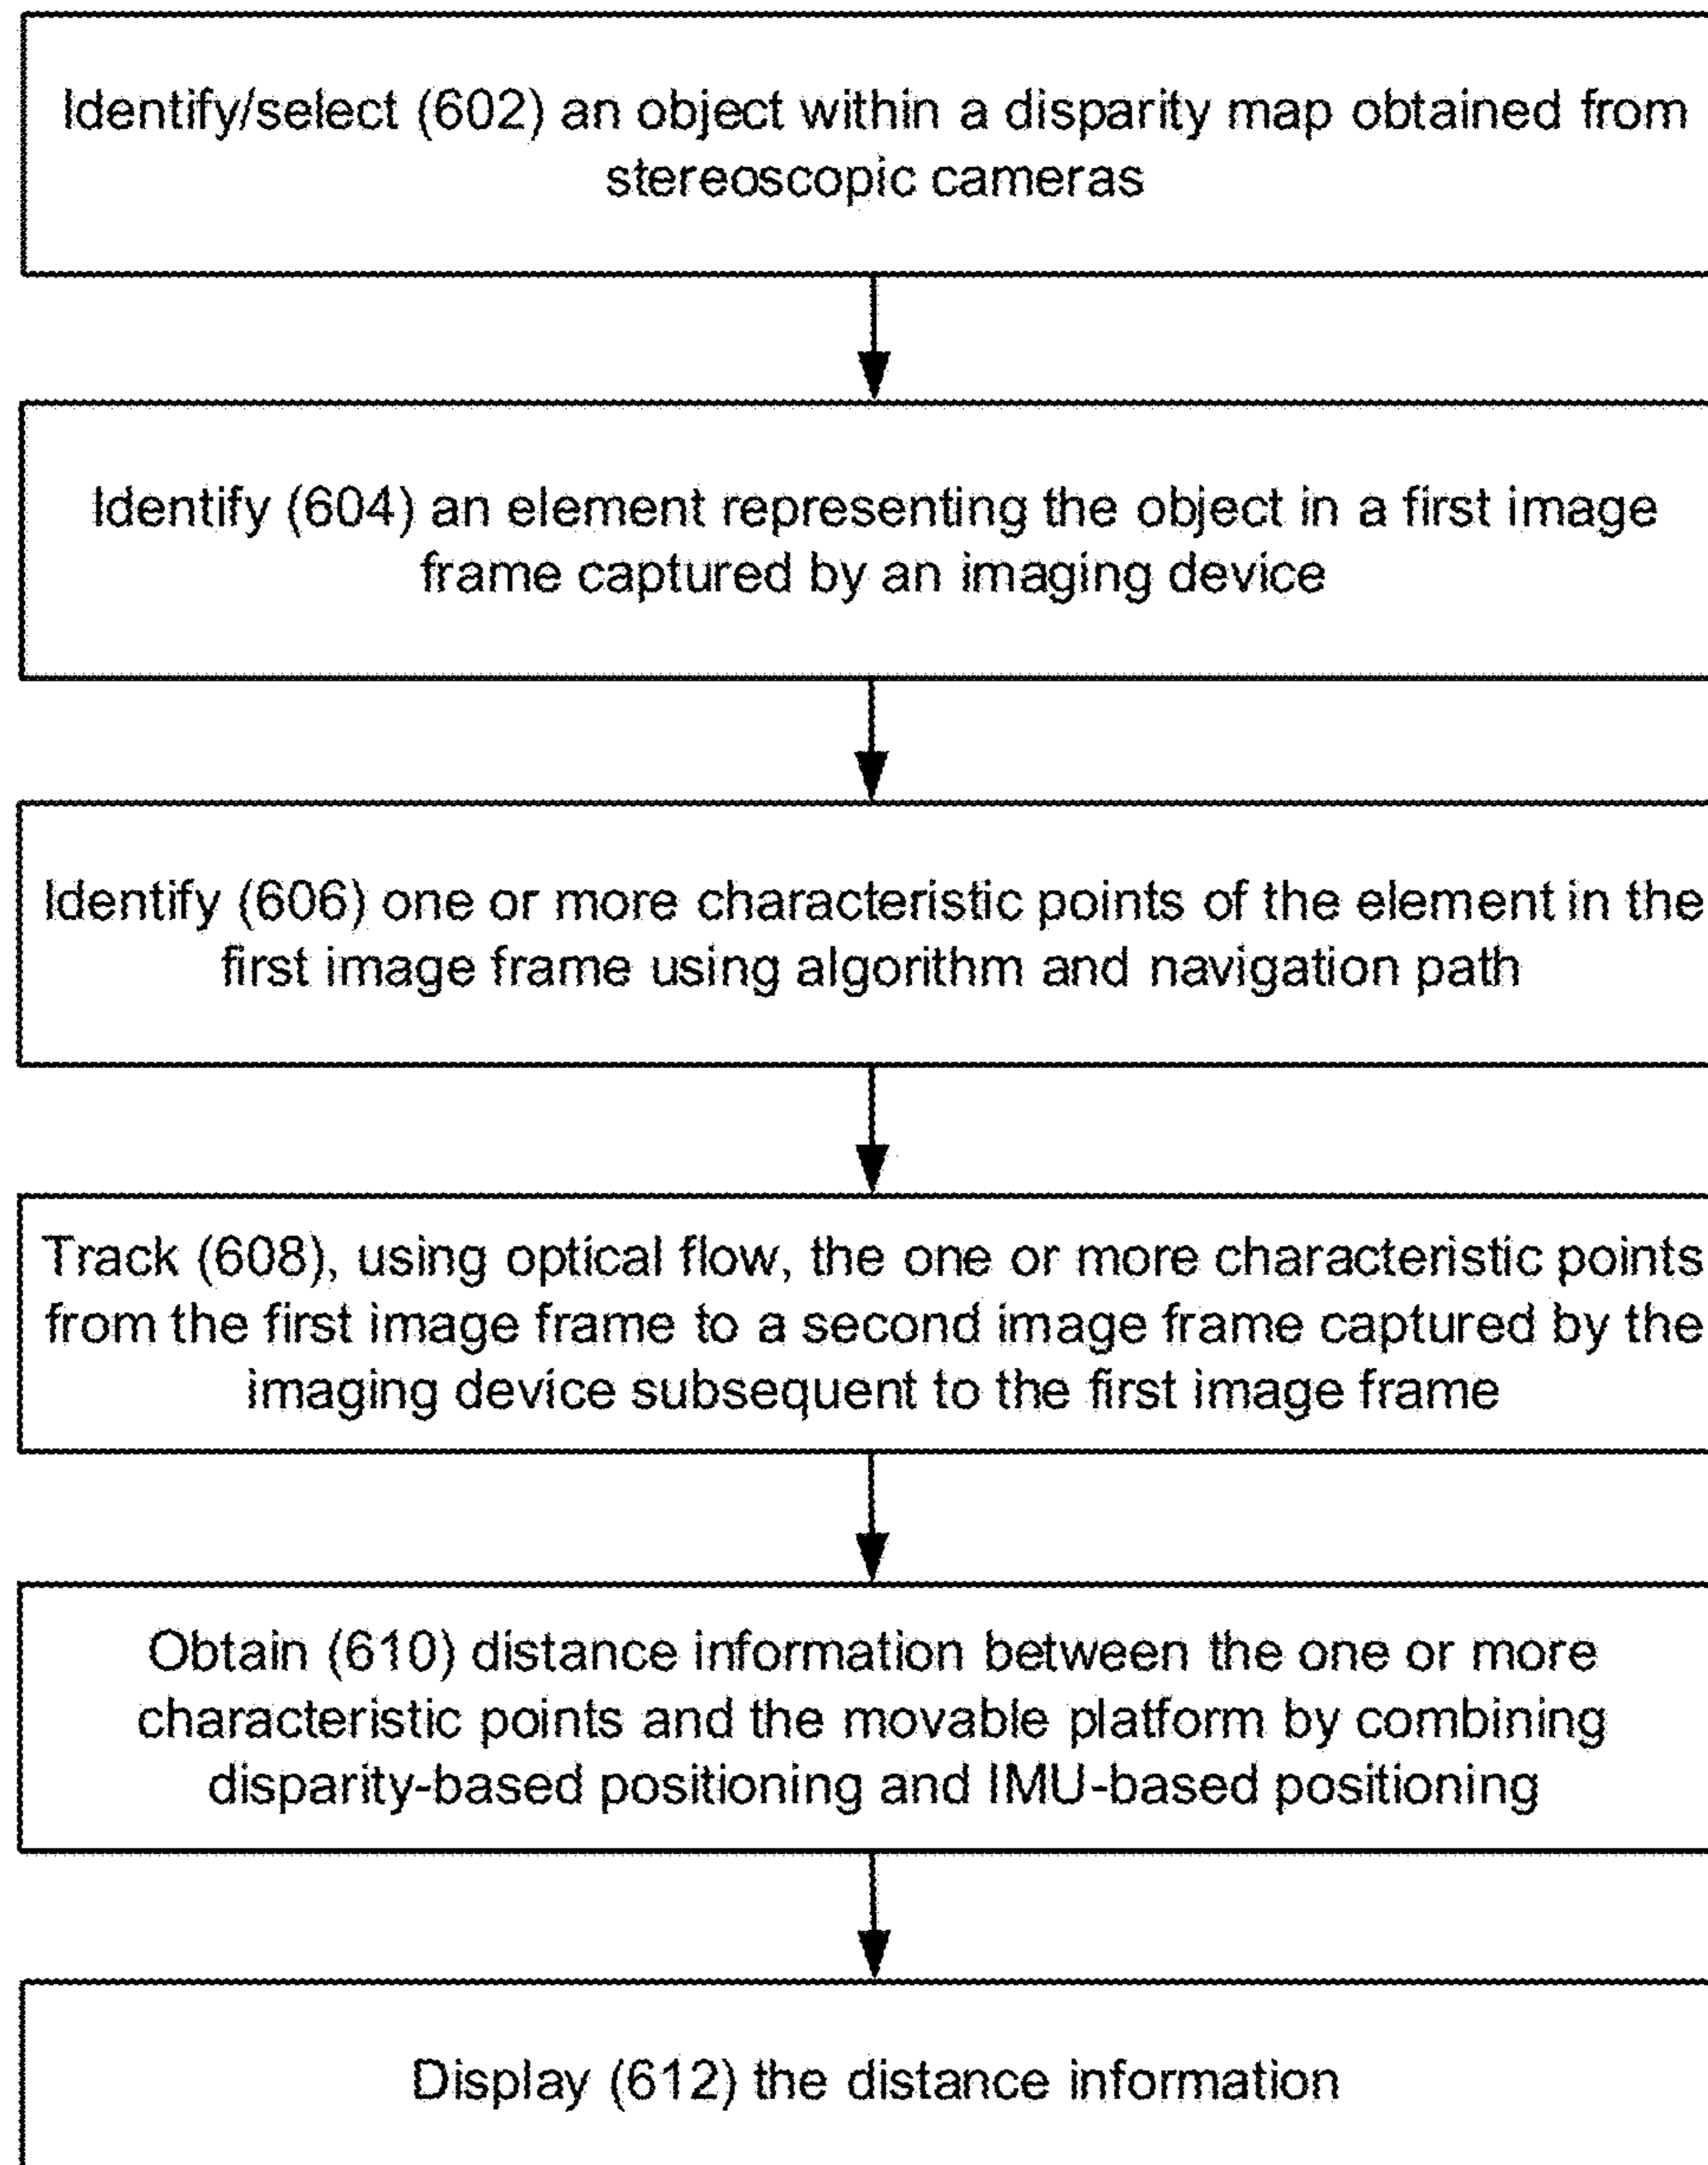 Identify/select (602) an object within a disparity map obtained from
stereoscopic cameras
Identify (604) an element representing the object in a first image
frame captured by an imaging device
Identify (606) one or more characteristic points of the element in the
first image frame using algorithm and navigation path
Track (608), using optical flow, the one or more characteristic points
from the first image frame to a second image frame captured by the
imaging device subsequent to the first image frame
Obtain (610) distance information between the one or more
characteristic points and the movable platform by combining
disparity-based positioning and IMU-based positioning
Display (612) the distance information